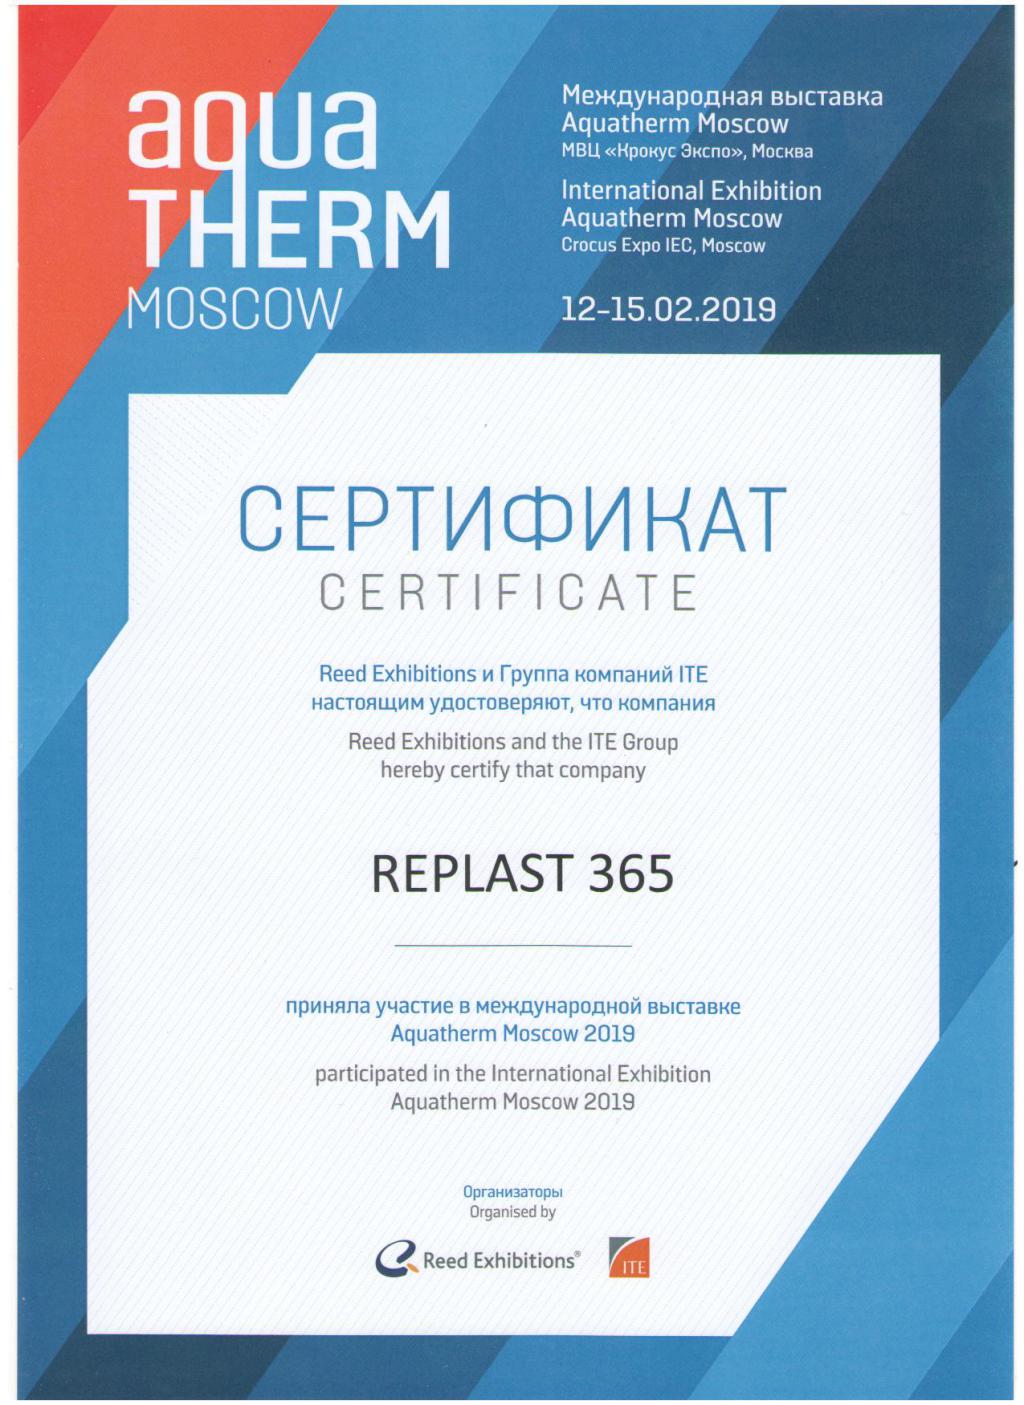 aqua
THERM
MOSCOW
Международная выставка
Aquatherm Moscow
МВЦ «Крокус Экспо», Москва
International Exhibition
Aquatherm Moscow
Crocus Expo IEC, Moscow
12–15.02.2019
СЕРТИФИКАТ
CERTIFICATE
Reed Exhibitions и Группа компаний ITE
настоящим удостоверяют, что компания
Reed Exhibitions and the ITE Group
hereby certify that company
REPLAST 365
приняла участие в международной выставке
Aquatherm Moscow 2019
participated in the International Exhibition
Aquatherm Moscow 2019
Организаторы
Organised by
Reed Exhibitions®
ITE